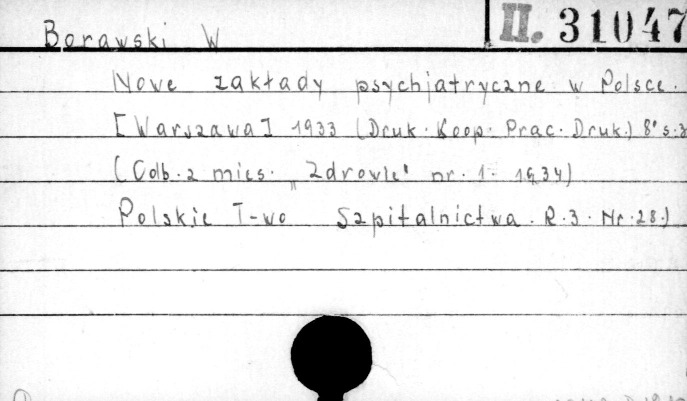 II. 31047
Borawski W
Nowe zakłady psychjatryczne w Polsce.
[Warszawa] 1933 (Druk. Koop. Prac. Druk.) 8° s.
(Odb. z mies. „Zdrowie" nr. 1. 1934)
Polskie T-wo Szpitalnictwa. R.3. Nr.28.)